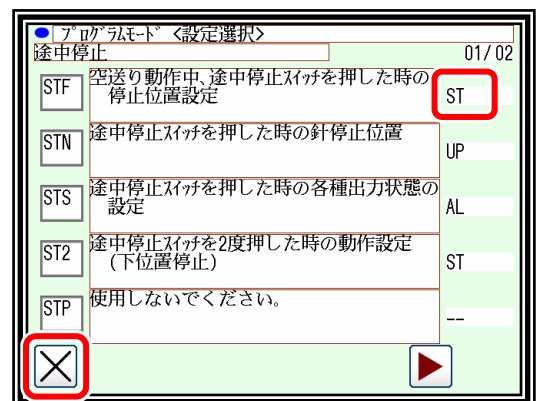 プログラムモード <設定選択>
途中停止 01/02
STF 空送り動作中、途中停止スイッチを押した時の
停止位置設定 ST
STN 途中停止スイッチを押した時の針停止位置 UP
STS 途中停止スイッチを押した時の各種出力状態の
設定 AL
ST2 途中停止スイッチを2度押した時の動作設定
(下位置停止) ST
STP 使用しないでください。 --